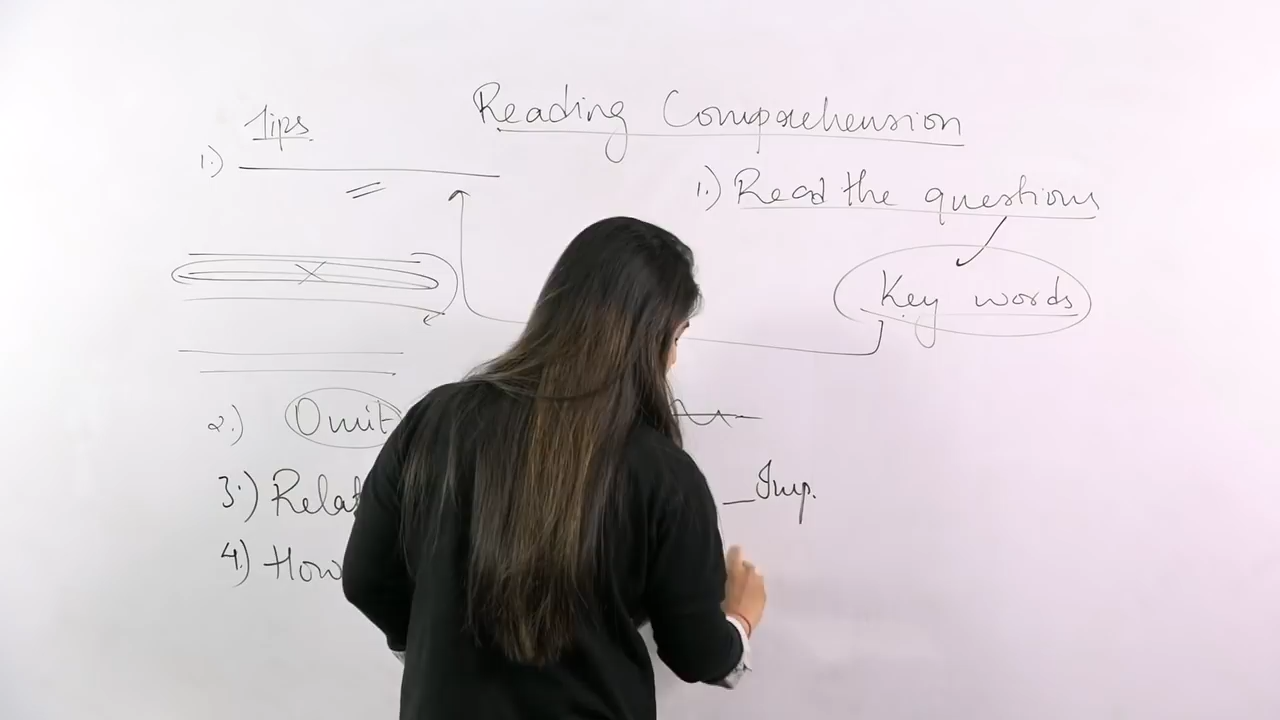 Reading Comprehension
Tips
1.)
1.) Read the questions
Key words
2.) Omit
3.) Relat
Imp.
4.) How